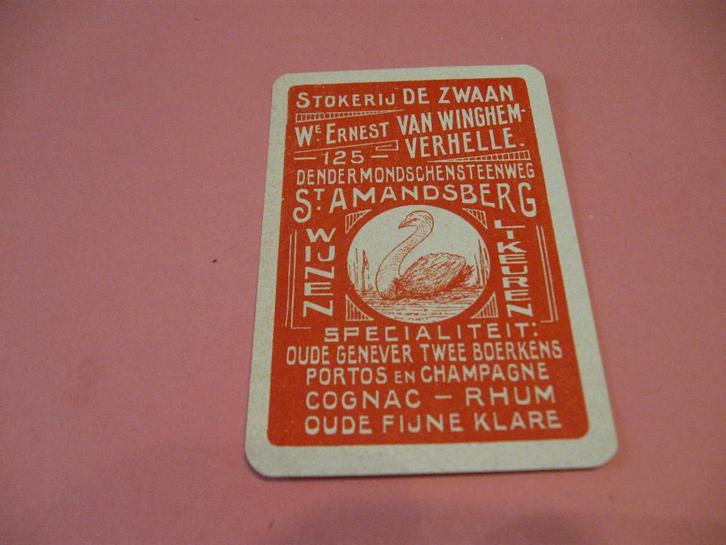 STOKERIJ DE ZWAAN
WE ERNEST VAN WINGHEM-
VERHELLE.
— 125 —
DENDERMONDSCHENSTEENWEG
ST AMANDSBERG
WIJNEN
LIKEUREN
SPECIALITEIT:
OUDE GENEVER TWEE BOERKENS
PORTOS EN CHAMPAGNE
COGNAC — RHUM
OUDE FIJNE KLARE